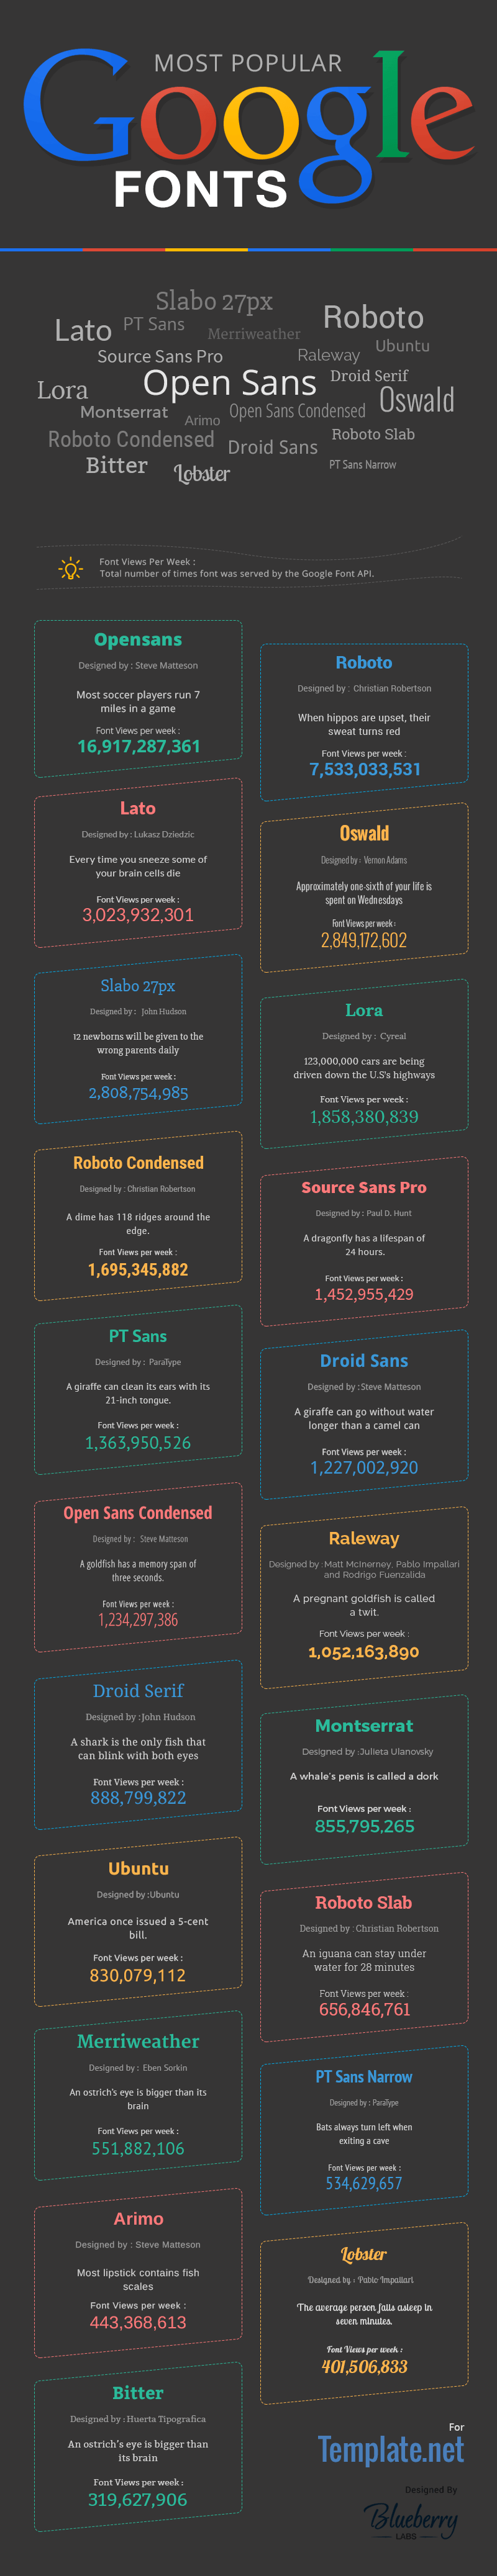 MOST POPULAR
Google
FONTS
Slabo 27px
Roboto
Lato
PT Sans
Merriweather
Ubuntu
Source Sans Pro
Raleway
Lora
Open Sans
Droid Serif
Oswald
Montserrat
Arimo
Open Sans Condensed
Roboto Condensed
Droid Sans
Roboto Slab
Bitter
Lobster
PT Sans Narrow
Font Views Per Week :
Total number of times font was served by the Google Font API.
Opensans
Designed by : Steve Matteson
Most soccer players run 7
miles in a game
Font Views per week :
16,917,287,361
Roboto
Designed by : Christian Robertson
When hippos are upset, their
sweat turns red
Font Views per week :
7,533,033,531
Lato
Designed by : Lukasz Dziedzic
Every time you sneeze some of
your brain cells die
Font Views per week :
3,023,932,301
Oswald
Designed by : Vernon Adams
Approximately one-sixth of your life is
spent on Wednesdays
Font Views per week :
2,849,172,602
Slabo 27px
Designed by : John Hudson
12 newborns will be given to the
wrong parents daily
Font Views per week :
2,808,754,985
Lora
Designed by : Cyreal
123,000,000 cars are being
driven down the U.S's highways
Font Views per week :
1,858,380,839
Roboto Condensed
Designed by : Christian Robertson
A dime has 118 ridges around the
edge.
Font Views per week :
1,695,345,882
Source Sans Pro
Designed by : Paul D. Hunt
A dragonfly has a lifespan of
24 hours.
Font Views per week :
1,452,955,429
PT Sans
Designed by : ParaType
A giraffe can clean its ears with its
21-inch tongue.
Font Views per week :
1,363,950,526
Droid Sans
Designed by :Steve Matteson
A giraffe can go without water
longer than a camel can
Font Views per week :
1,227,002,920
Open Sans Condensed
Designed by : Steve Matteson
A goldfish has a memory span of
three seconds.
Font Views per week :
1,234,297,386
Raleway
Designed by :Matt McInerney, Pablo Impallari
and Rodrigo Fuenzalida
A pregnant goldfish is called
a twit.
Font Views per week :
1,052,163,890
Droid Serif
Designed by :John Hudson
A shark is the only fish that
can blink with both eyes
Font Views per week :
888,799,822
Montserrat
Designed by :Julieta Ulanovsky
A whale's penis is called a dork
Font Views per week :
855,795,265
Ubuntu
Designed by :Ubuntu
America once issued a 5-cent
bill.
Font Views per week :
830,079,112
Roboto Slab
Designed by : Christian Robertson
An iguana can stay under
water for 28 minutes
Font Views per week :
656,846,761
Merriweather
Designed by : Eben Sorkin
An ostrich's eye is bigger than its
brain
Font Views per week :
551,882,106
PT Sans Narrow
Designed by : ParaType
Bats always turn left when
exiting a cave
Font Views per week :
534,629,657
Arimo
Designed by : Steve Matteson
Most lipstick contains fish
scales
Font Views per week :
443,368,613
Lobster
Designed by : Pablo Impallari
The average person falls asleep in
seven minutes.
Font Views per week :
401,506,833
Bitter
Designed by : Huerta Tipografica
An ostrich's eye is bigger than
its brain
Font Views per week :
319,627,906
For
Template.net
Designed By
Blueberry
LABS